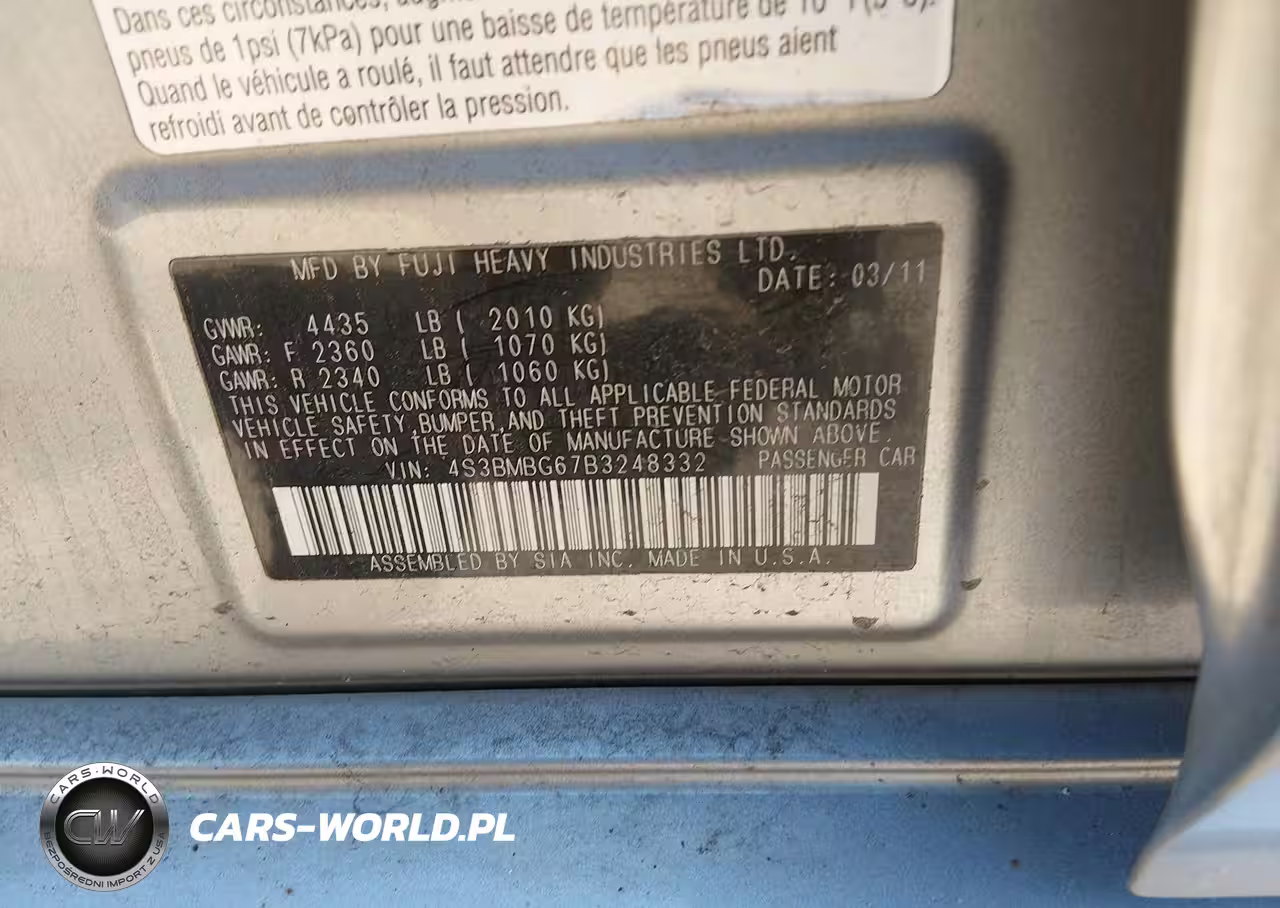 Dans ces circonstances,
pneus de 1psi (7kPa) pour une baisse de température de 10
Quand le véhicule a roulé, il faut attendre que les pneus aient
refroidi avant de contrôler la pression.
MFD BY FUJI HEAVY INDUSTRIES LTD.
DATE: 03/11
GVWR: 4435 LB ( 2010 KG)
GAWR: F 2360 LB ( 1070 KG)
GAWR: R 2340 LB ( 1060 KG)
THIS VEHICLE CONFORMS TO ALL APPLICABLE FEDERAL MOTOR
VEHICLE SAFETY,BUMPER,AND THEFT PREVENTION STANDARDS
IN EFFECT ON THE DATE OF MANUFACTURE SHOWN ABOVE.
VIN: 4S3BMBG67B3248332 PASSENGER CAR
ASSEMBLED BY SIA INC. MADE IN U.S.A.
CARS-WORLD
CW
BEZPOŚREDNI IMPORT Z USA
CARS-WORLD.PL